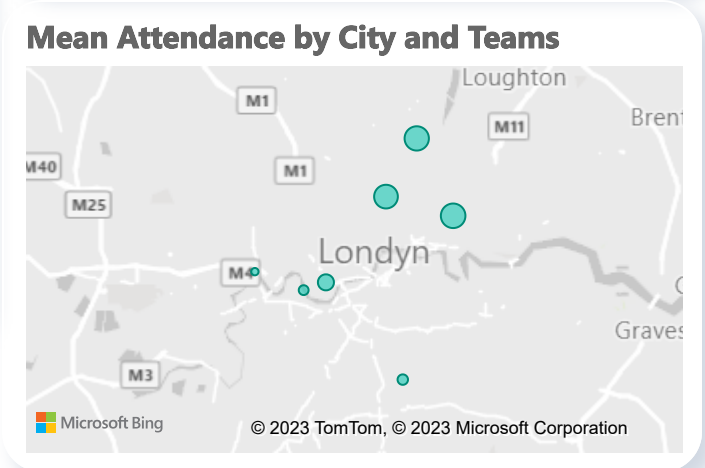 Mean Attendance by City and Teams
Loughton
M1
M11
Brent
M1
M40
M25
Londyn
M4
Graves
M3
Microsoft Bing
© 2023 TomTom, © 2023 Microsoft Corporation